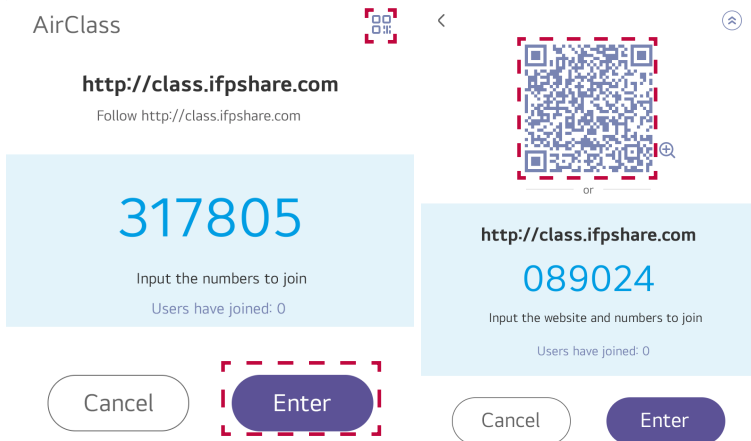 AirClass
http://class.ifpshare.com
Follow http://class.ifpshare.com
317805
Input the numbers to join
Users have joined: 0
Cancel
Enter
or
http://class.ifpshare.com
089024
Input the website and numbers to join
Users have joined: 0
Cancel
Enter